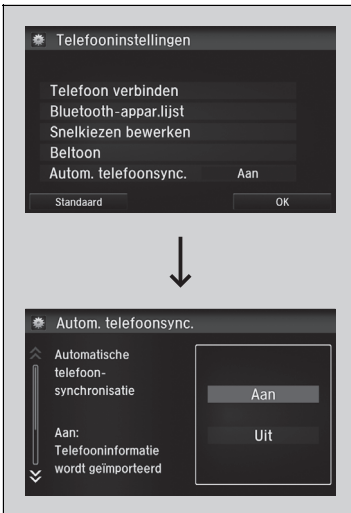 Telefooninstellingen
Telefoon verbinden
Bluetooth-appar.lijst
Snelkiezen bewerken
Beltoon
Autom. telefoonsync. Aan
Standaard OK
Autom. telefoonsync.
Automatische
telefoon-
synchronisatie
Aan:
Telefooninformatie
wordt geïmporteerd
Aan
Uit